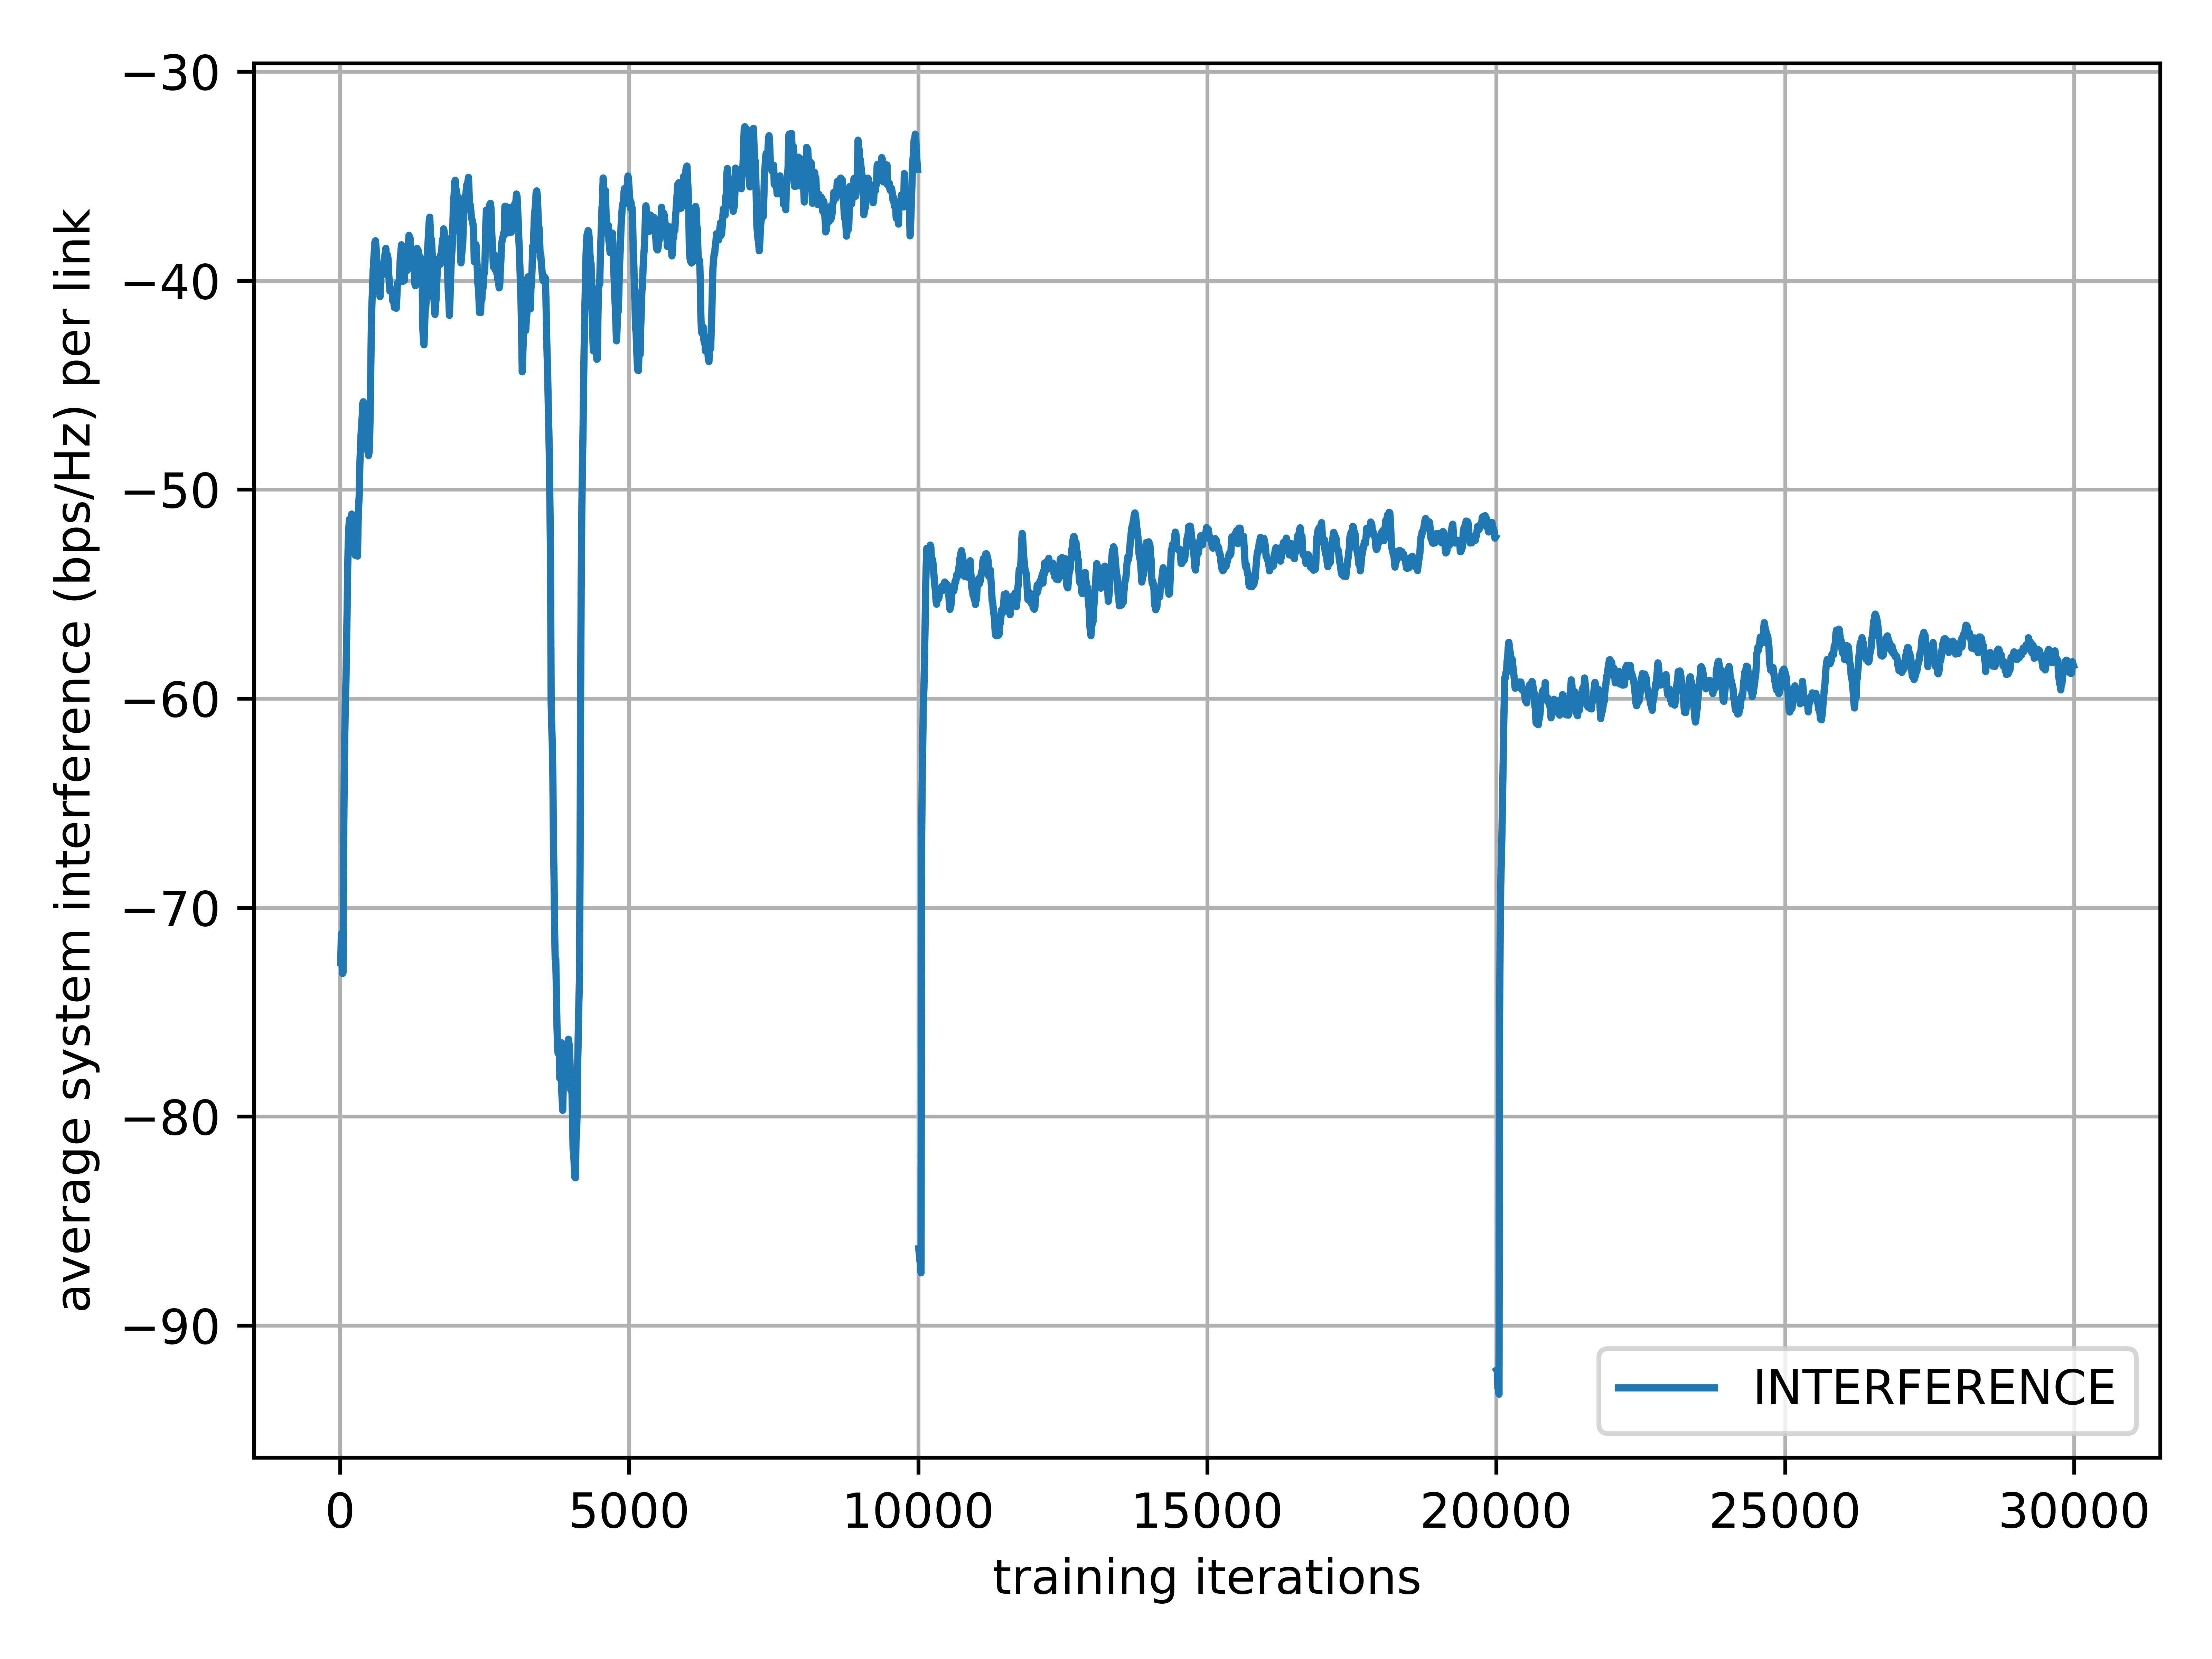 average system interference (bps/Hz) per link
−30
−40
−50
−60
−70
−80
−90
INTERFERENCE
0 5000 10000 15000 20000 25000 30000
training iterations